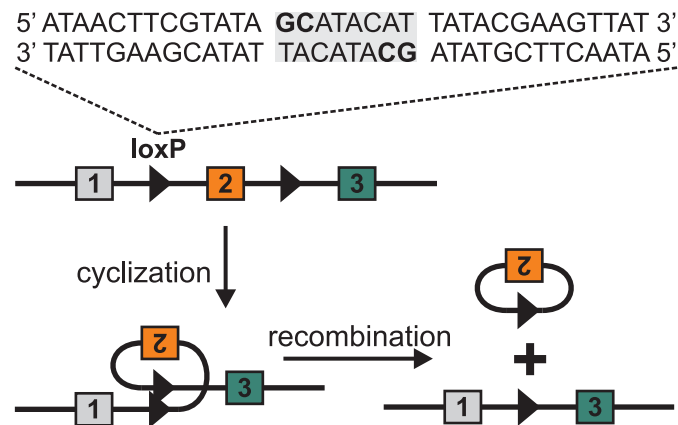 5' ATAACTTCGTATA GCATACAT TATACGAAGTTAT 3'
3' TATTGAAGCATAT TACATACG ATATGCTTCAATA 5'
loxP
1 2 3
cyclization
2
2
recombination
3
+
1
1 3